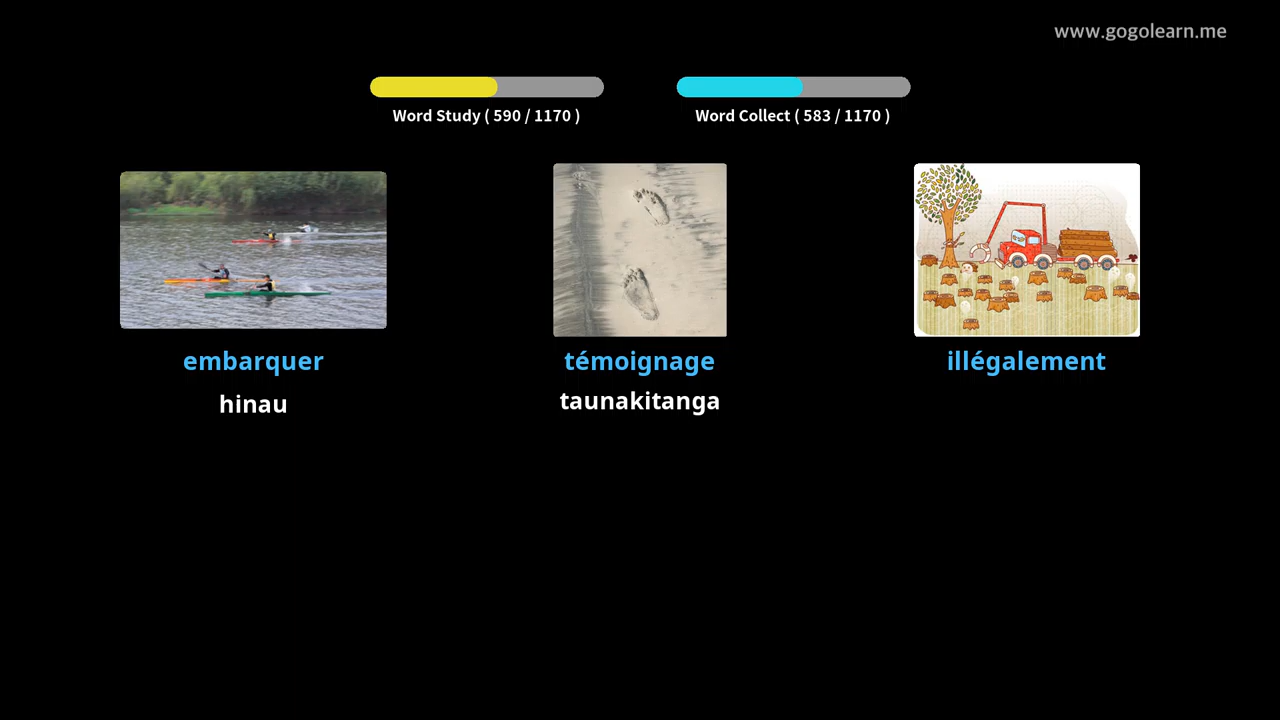 www.gogolearn.me
Word Study ( 590 / 1170 )
Word Collect ( 583 / 1170 )
embarquer
témoignage
illégalement
hinau
taunakitanga